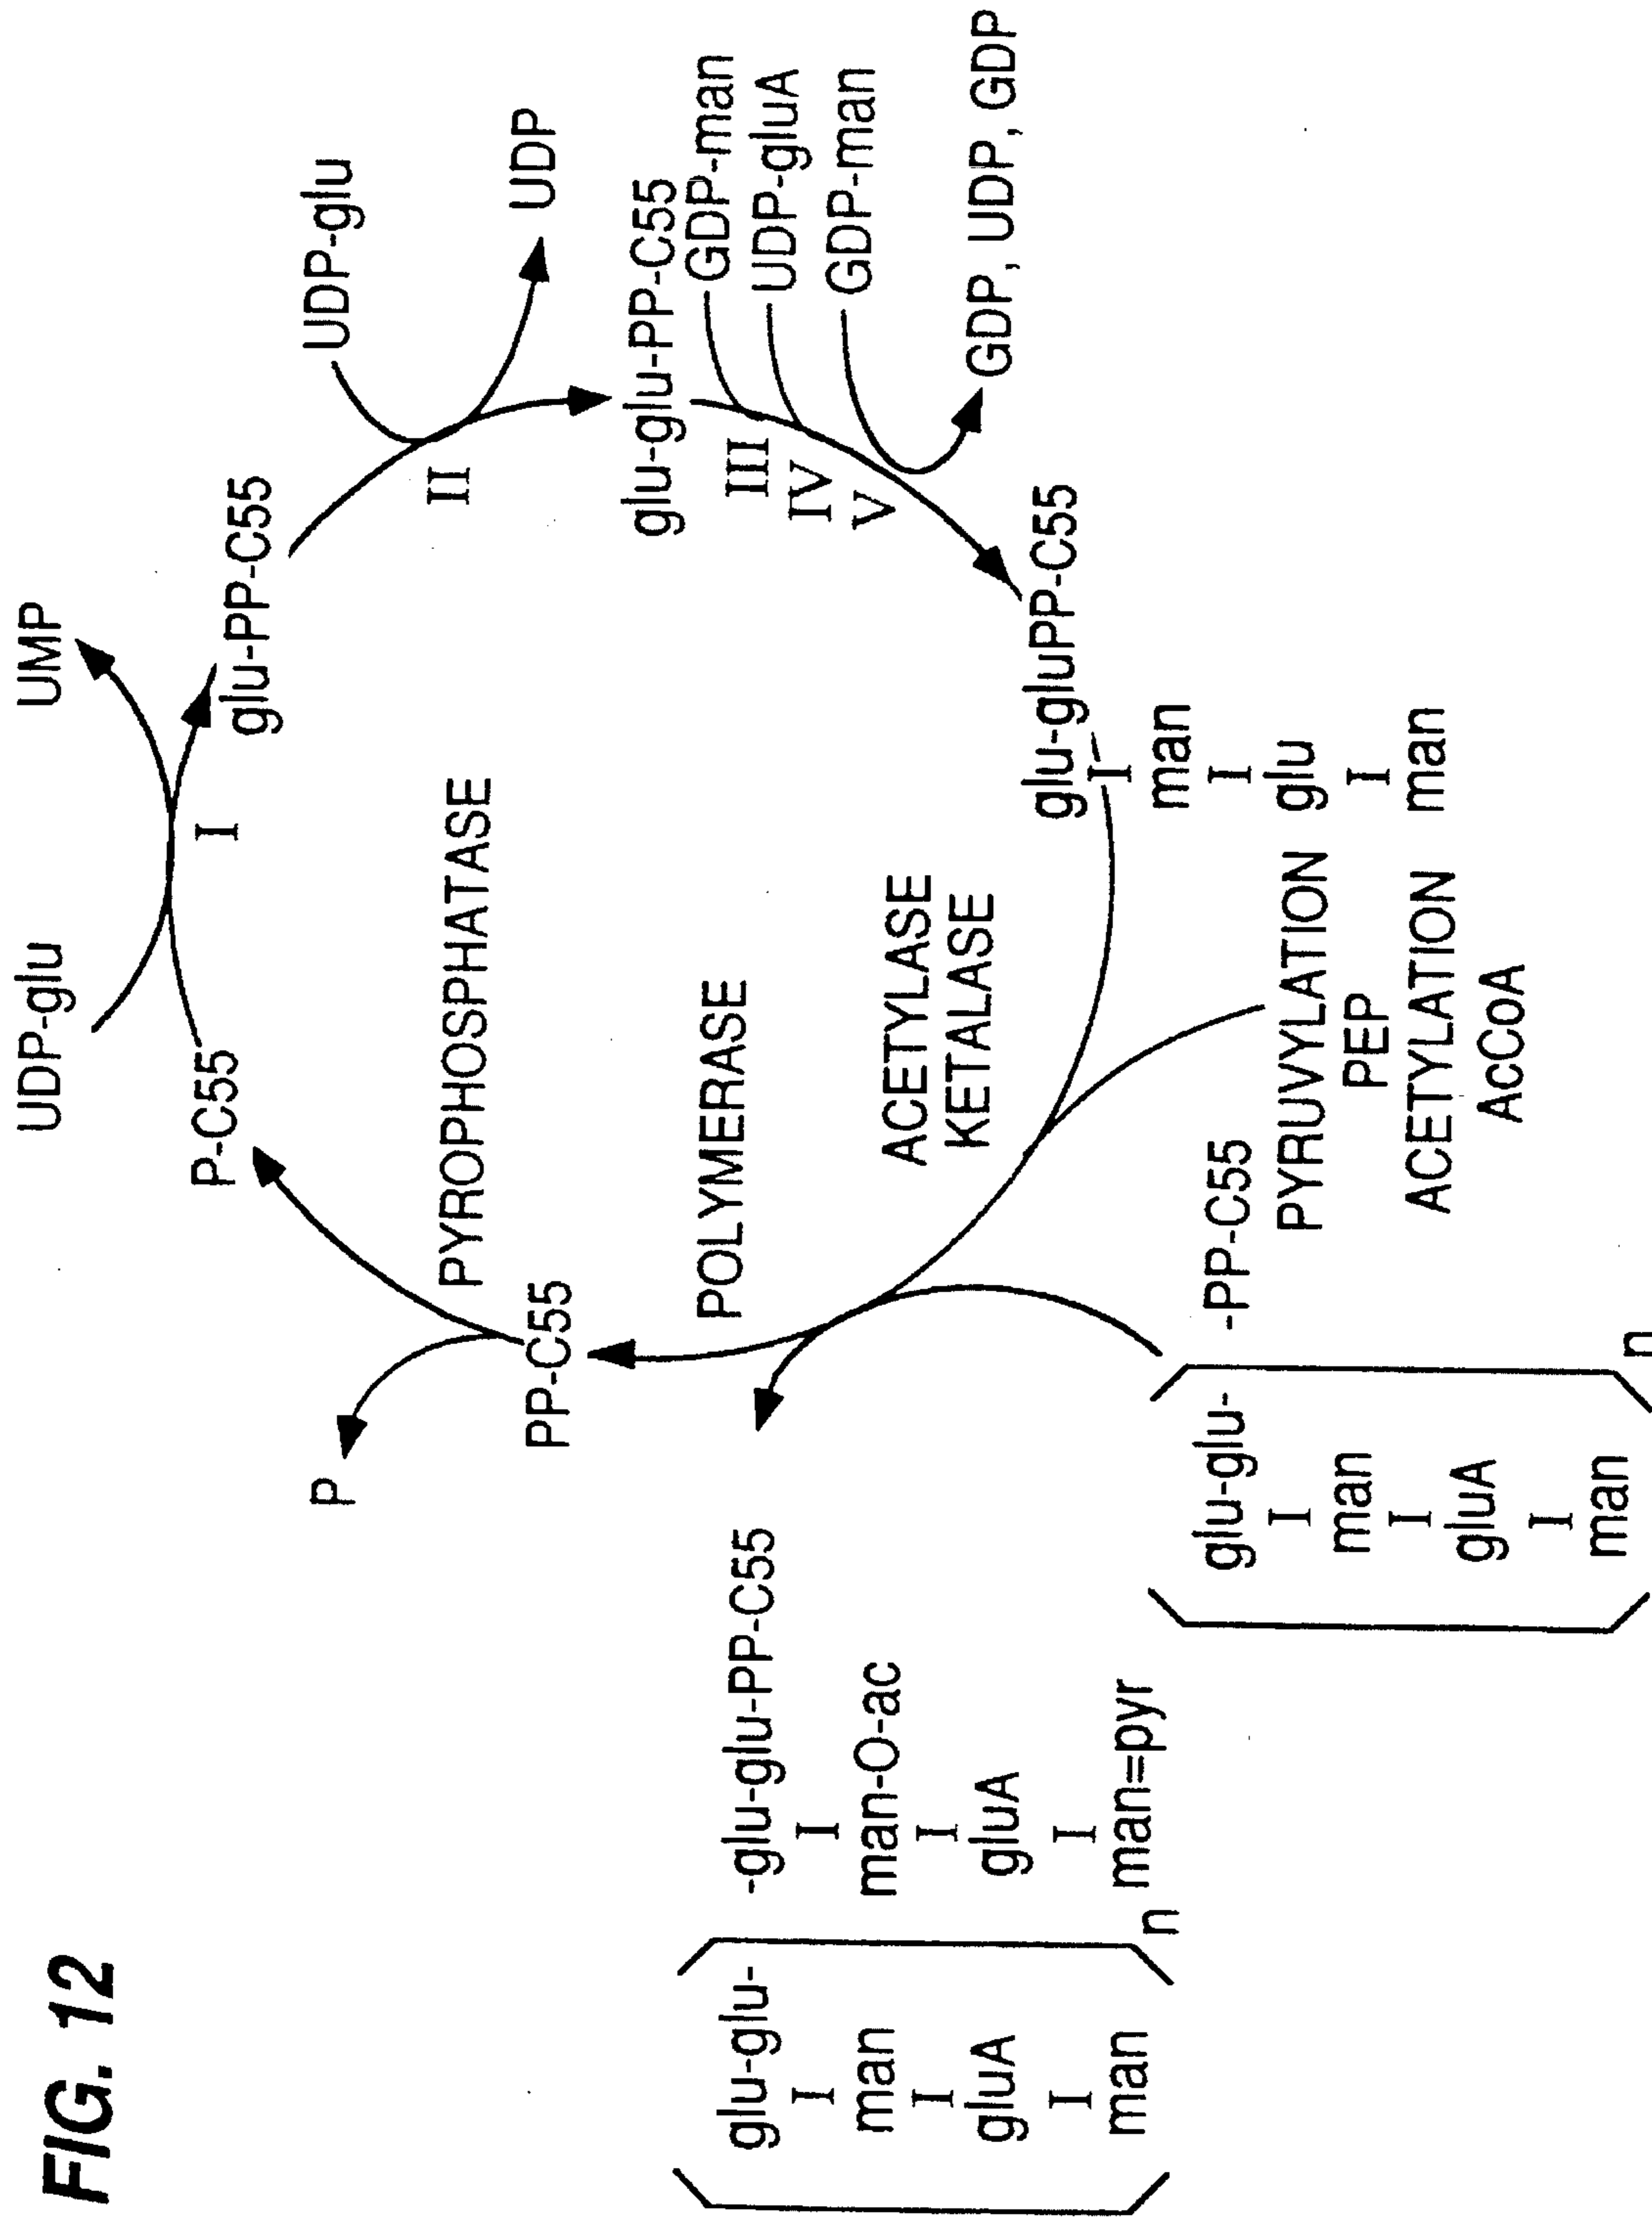 FIG. 12
UDP-glu
UMP
P-C55
I
glu-PP-C55
UDP-glu
II
UDP
glu-glu-PP-C55
GDP-man
III
UDP-gluA
IV
GDP-man
V
GDP, UDP, GDP
glu-gluPP-C55
I
man
I
glu
I
man
PYROPHOSPHATASE
P
PP-C55
POLYMERASE
ACETYLASE
KETALASE
PYRUVYLATION
PEP
ACETYLATION
AcCoA
glu-glu-
I
man
I
gluA
I
man
n
-PP-C55
glu-glu-
I
man
I
gluA
I
man
n
-glu-glu-PP-C55
I
man-O-ac
I
gluA
I
man=pyr